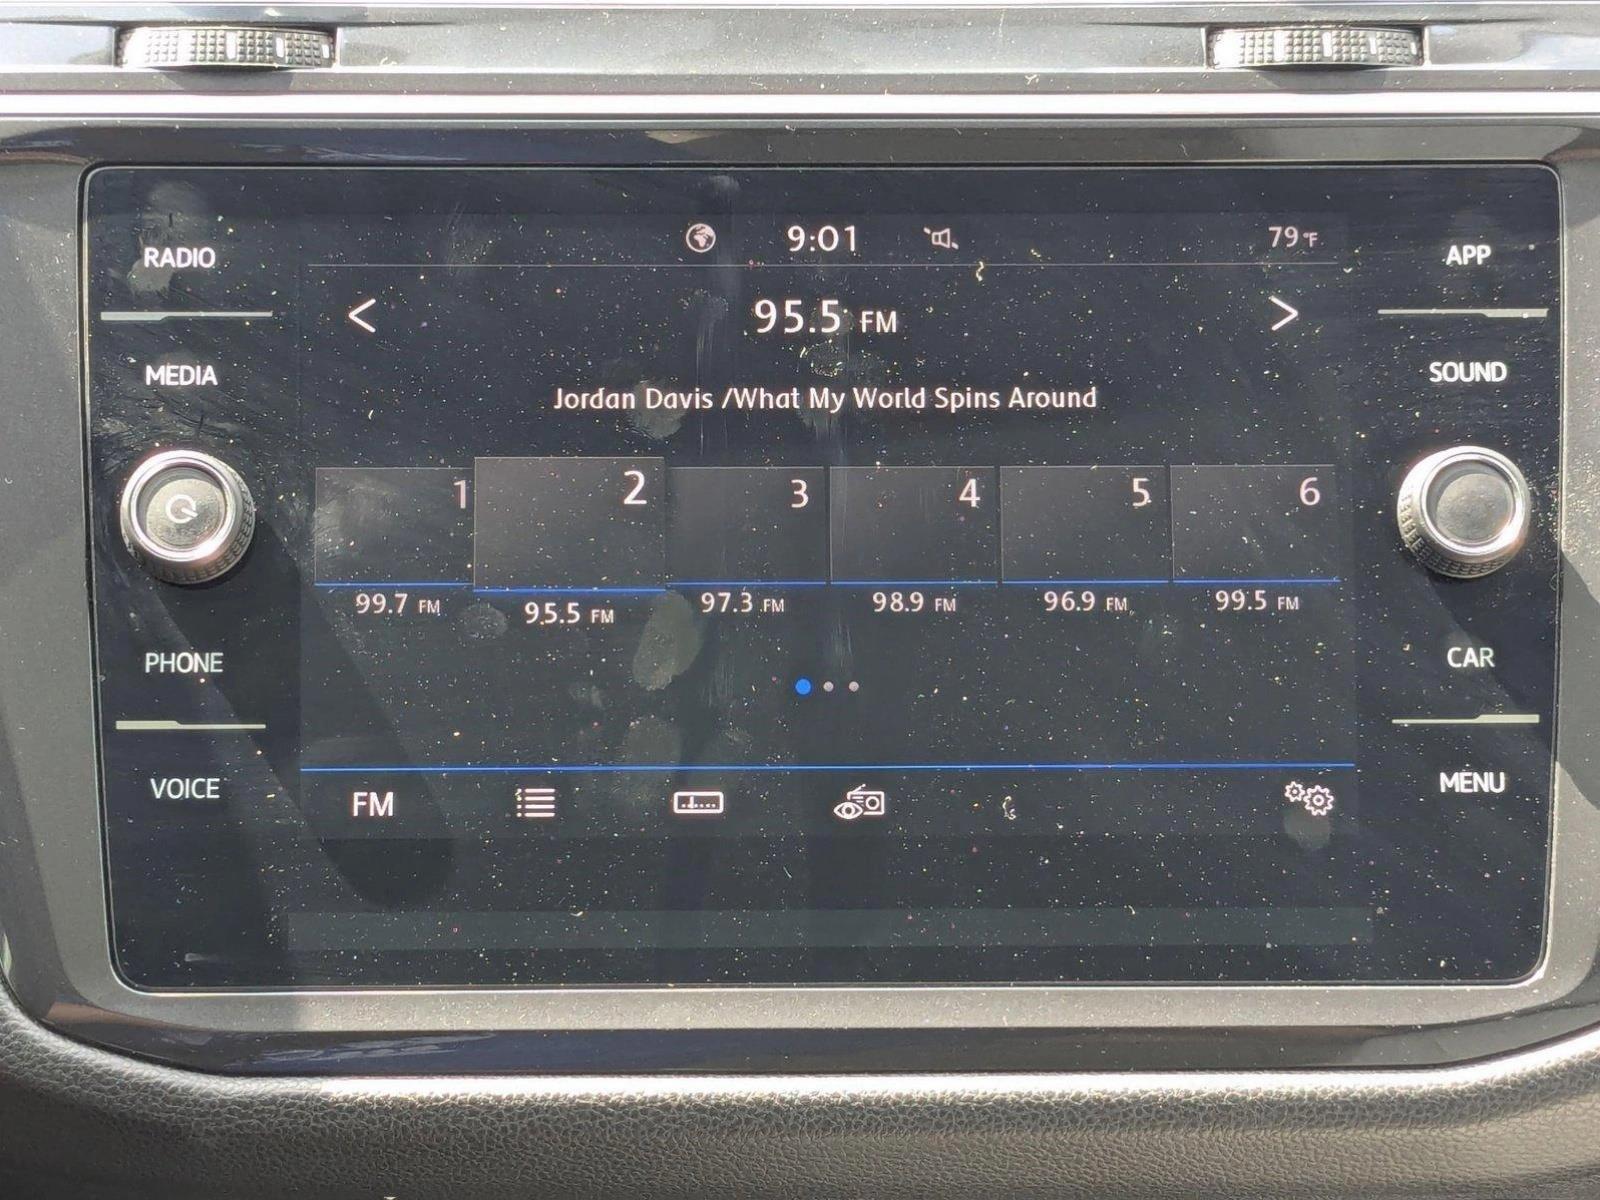 9:01 79°F
RADIO APP
95.5 FM
MEDIA SOUND
Jordan Davis /What My World Spins Around
1 2 3 4 5 6
99.7 FM 95.5 FM 97.3 FM 98.9 FM 96.9 FM 99.5 FM
PHONE CAR
VOICE MENU
FM